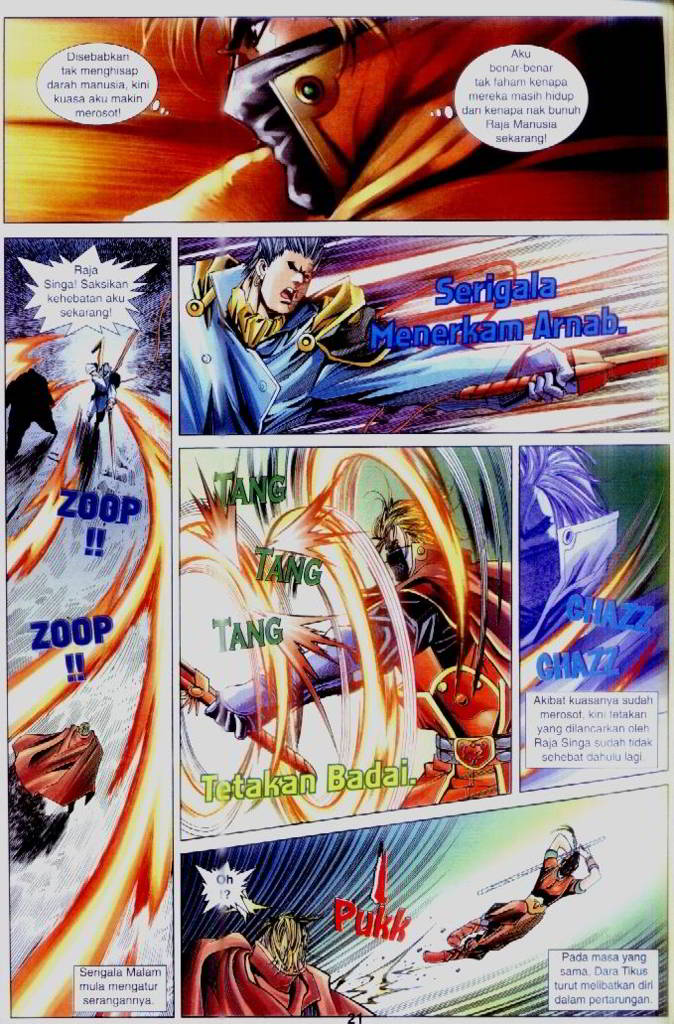 Disebabkan
tak menghisap
darah manusia, kini
kuasa aku makin
merosot!
Aku
benar-benar
tak faham kenapa
mereka masih hidup
dan kenapa nak bunuh
Raja Manusia
sekarang!
Raja
Singa! Saksikan
kehebatan aku
sekarang!
ZOOP
!!
ZOOP
!!
Serigala Malam
mula mengatur
serangannya.
Serigala
Menerkam Arnab.
TANG
TANG
TANG
Tetakan Badai.
CHAZZ
CHAZZ
Akibat kuasanya sudah
merosot, kini tetakan
yang dilancarkan oleh
Raja Singa sudah tidak
sehebat dahulu lagi.
Oh
!?
Pukk
Pada masa yang
sama, Dara Tikus
turut melibatkan diri
dalam pertarungan.
21